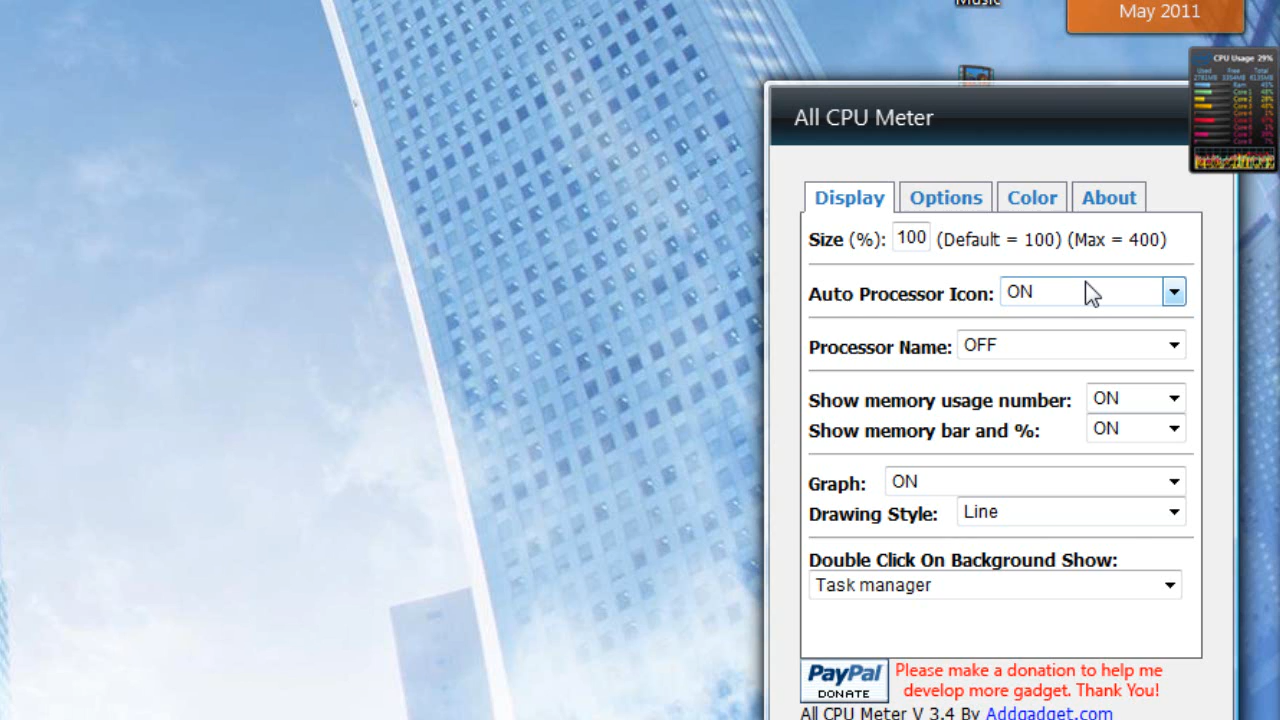 Music
May 2011
CPU Usage 29%
Used Free Total
All CPU Meter
Display Options Color About
Size (%): 100 (Default = 100) (Max = 400)
Auto Processor Icon: ON
Processor Name: OFF
Show memory usage number: ON
Show memory bar and %: ON
Graph: ON
Drawing Style: Line
Double Click On Background Show:
Task manager
PayPal
DONATE
Please make a donation to help me
develop more gadget. Thank You!
All CPU Meter V 3.4 By Addgadget.com